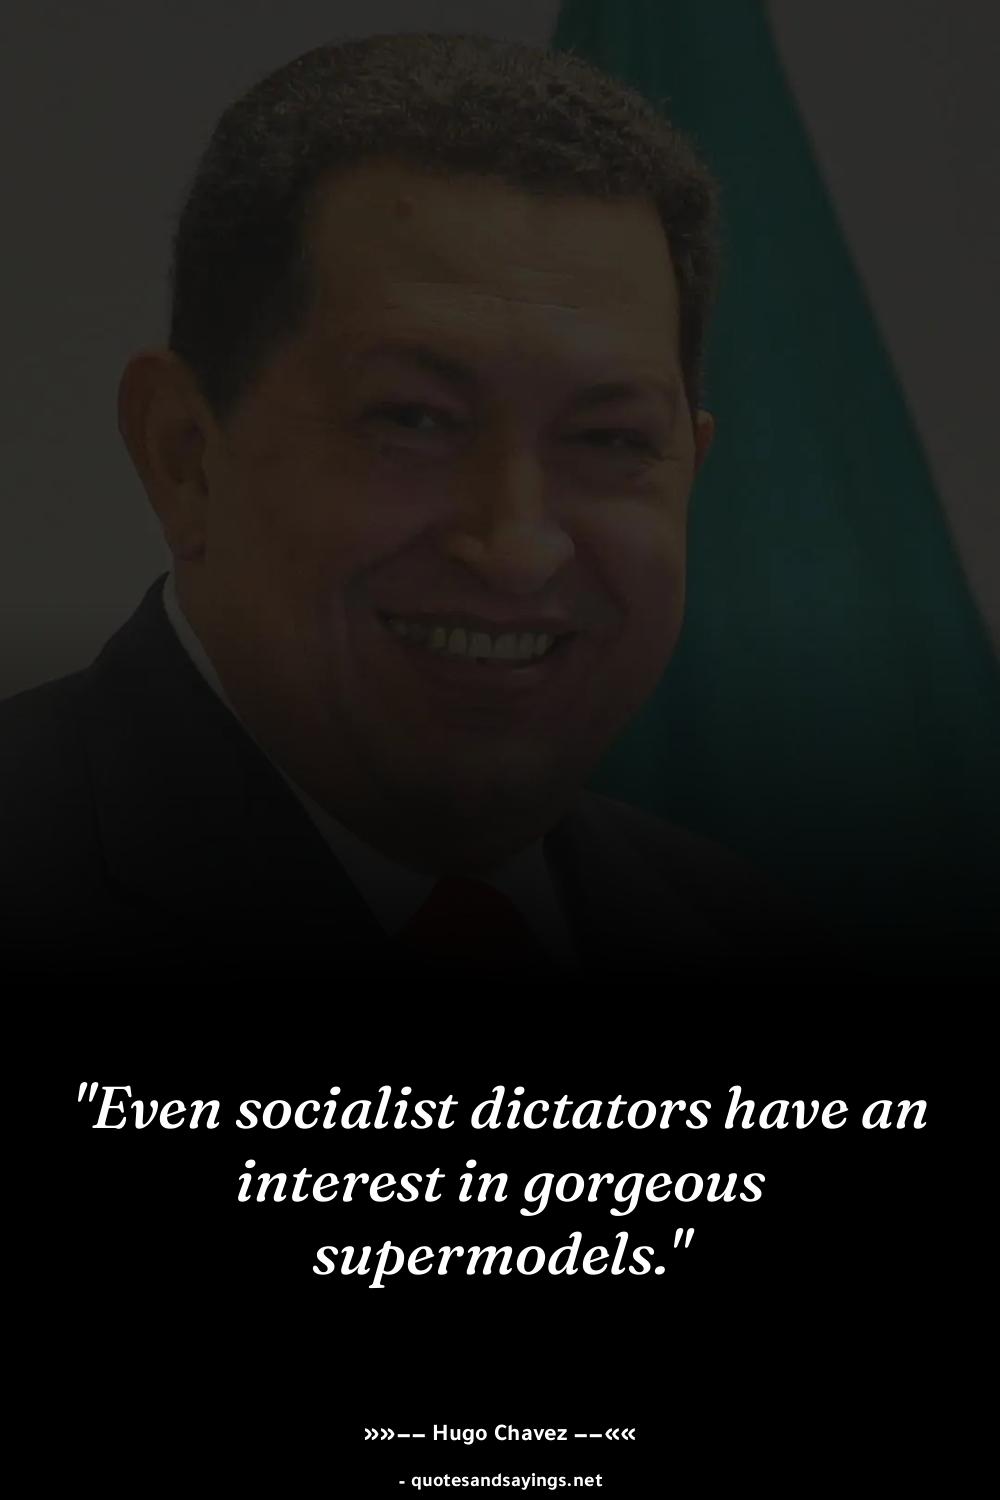 "Even socialist dictators have an
interest in gorgeous
supermodels."
»»–– Hugo Chavez ––««
- quotesandsayings.net